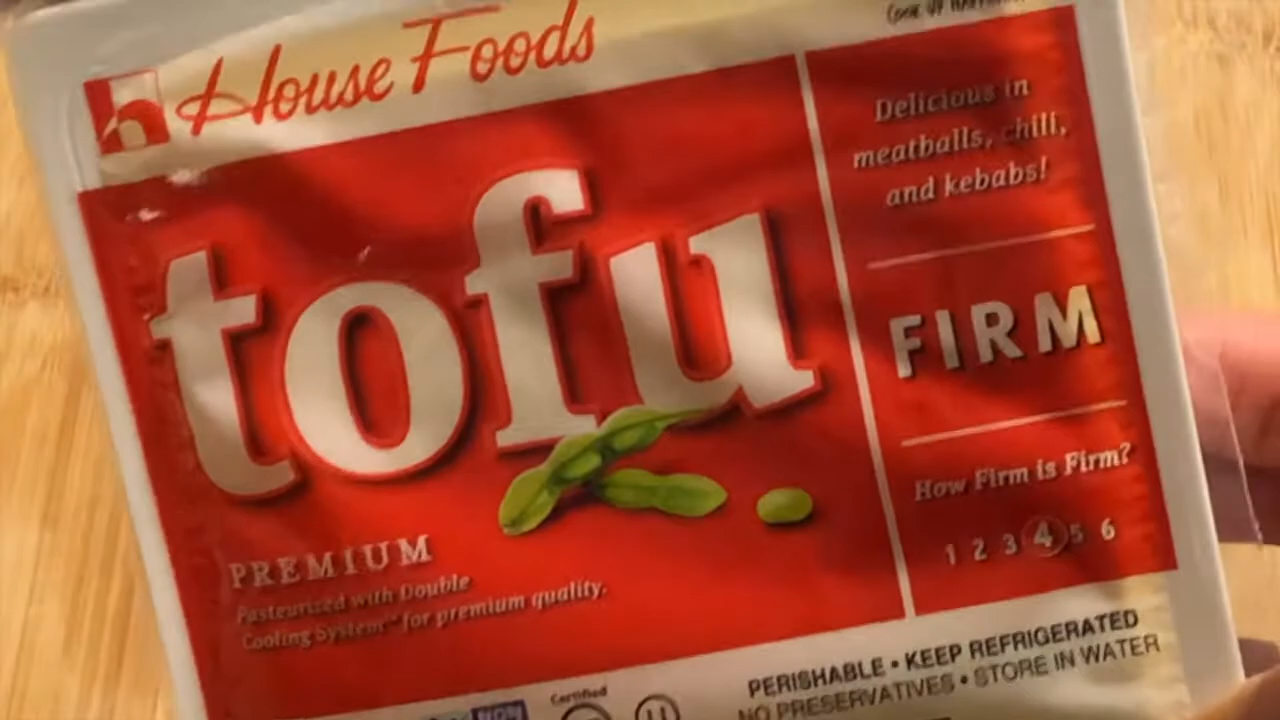 h House Foods
tofu
PREMIUM
Pasteurized with Double
Cooling System™ for premium quality.
Delicious in
meatballs, chili,
and kebabs!
FIRM
How Firm is Firm?
1 2 3 4 5 6
PERISHABLE • KEEP REFRIGERATED
NO PRESERVATIVES • STORE IN WATER
Certified
U